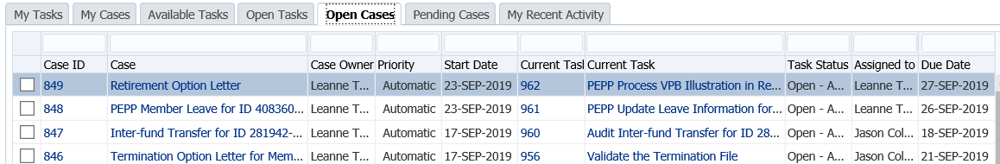 My Tasks My Cases Available Tasks Open Tasks Open Cases Pending Cases My Recent Activity
Case ID Case Case Owner Priority Start Date Current Task Current Task Task Status Assigned to Due Date
849 Retirement Option Letter Leanne T... Automatic 23-SEP-2019 962 PEPP Process VPB Illustration in Re... Open - A... Leanne T... 27-SEP-2019
848 PEPP Member Leave for ID 408360... Leanne T... Automatic 23-SEP-2019 961 PEPP Update Leave Information for... Open - A... Leanne T... 26-SEP-2019
847 Inter-fund Transfer for ID 281942-... Leanne T... Automatic 17-SEP-2019 960 Audit Inter-fund Transfer for ID 28... Open - A... Jason Col... 18-SEP-2019
846 Termination Option Letter for Mem... Leanne T... Automatic 17-SEP-2019 956 Validate the Termination File Open - A... Jason Col... 21-SEP-2019